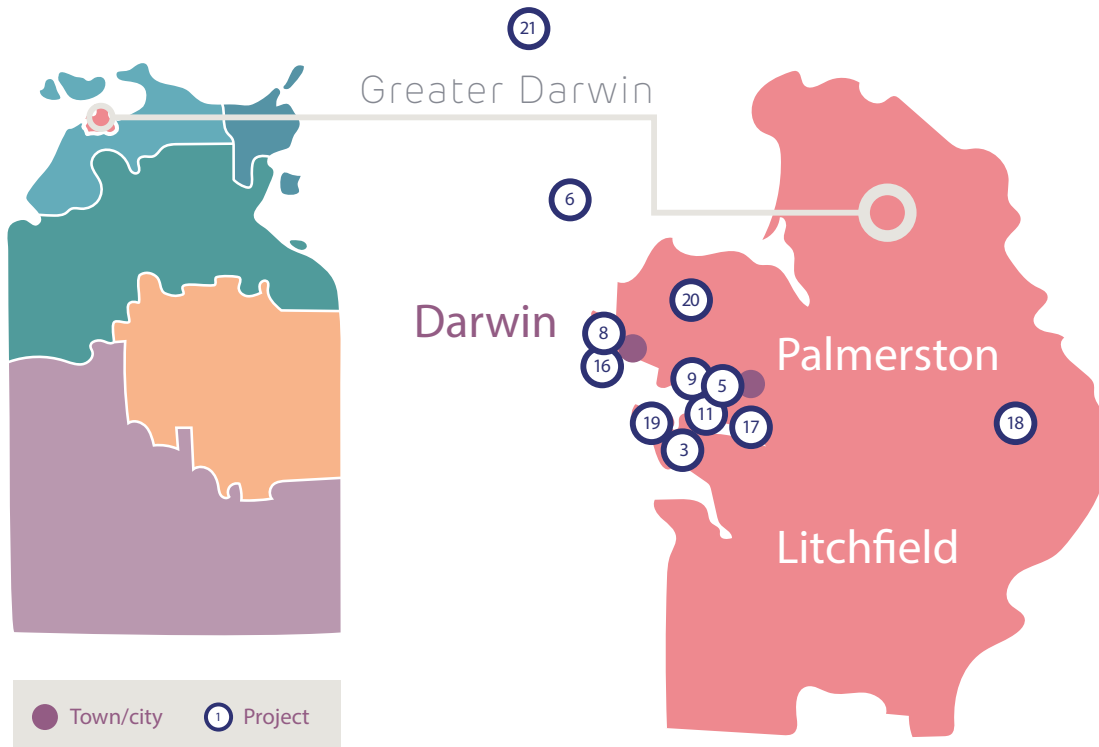 21
Greater Darwin
6
20
Darwin
8
16
Palmerston
9
5
11
19
17
18
3
Litchfield
Town/city
1 Project